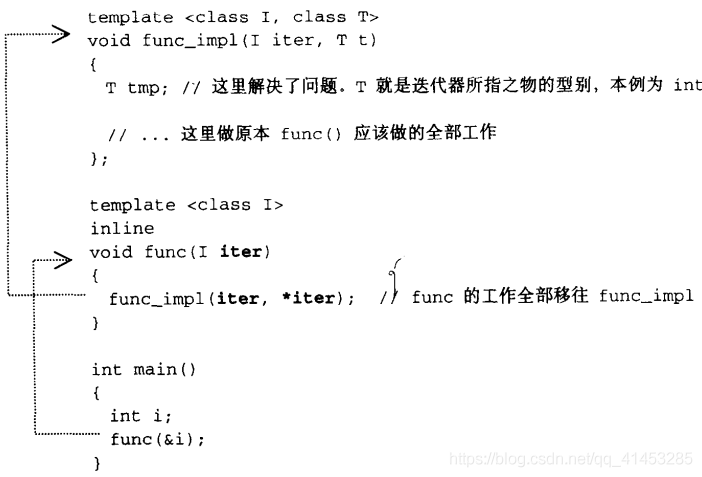 template <class I, class T>
void func_impl(I iter, T t)
{
  T tmp; // 这里解决了问题。T 就是迭代器所指之物的型别，本例为 int

  // ... 这里做原本 func() 应该做的全部工作
};

template <class I>
inline
void func(I iter)
{
  func_impl(iter, *iter);  // func 的工作全部移往 func_impl
}

int main()
{
  int i;
  func(&i);
}
https://blog.csdn.net/qq_41453285